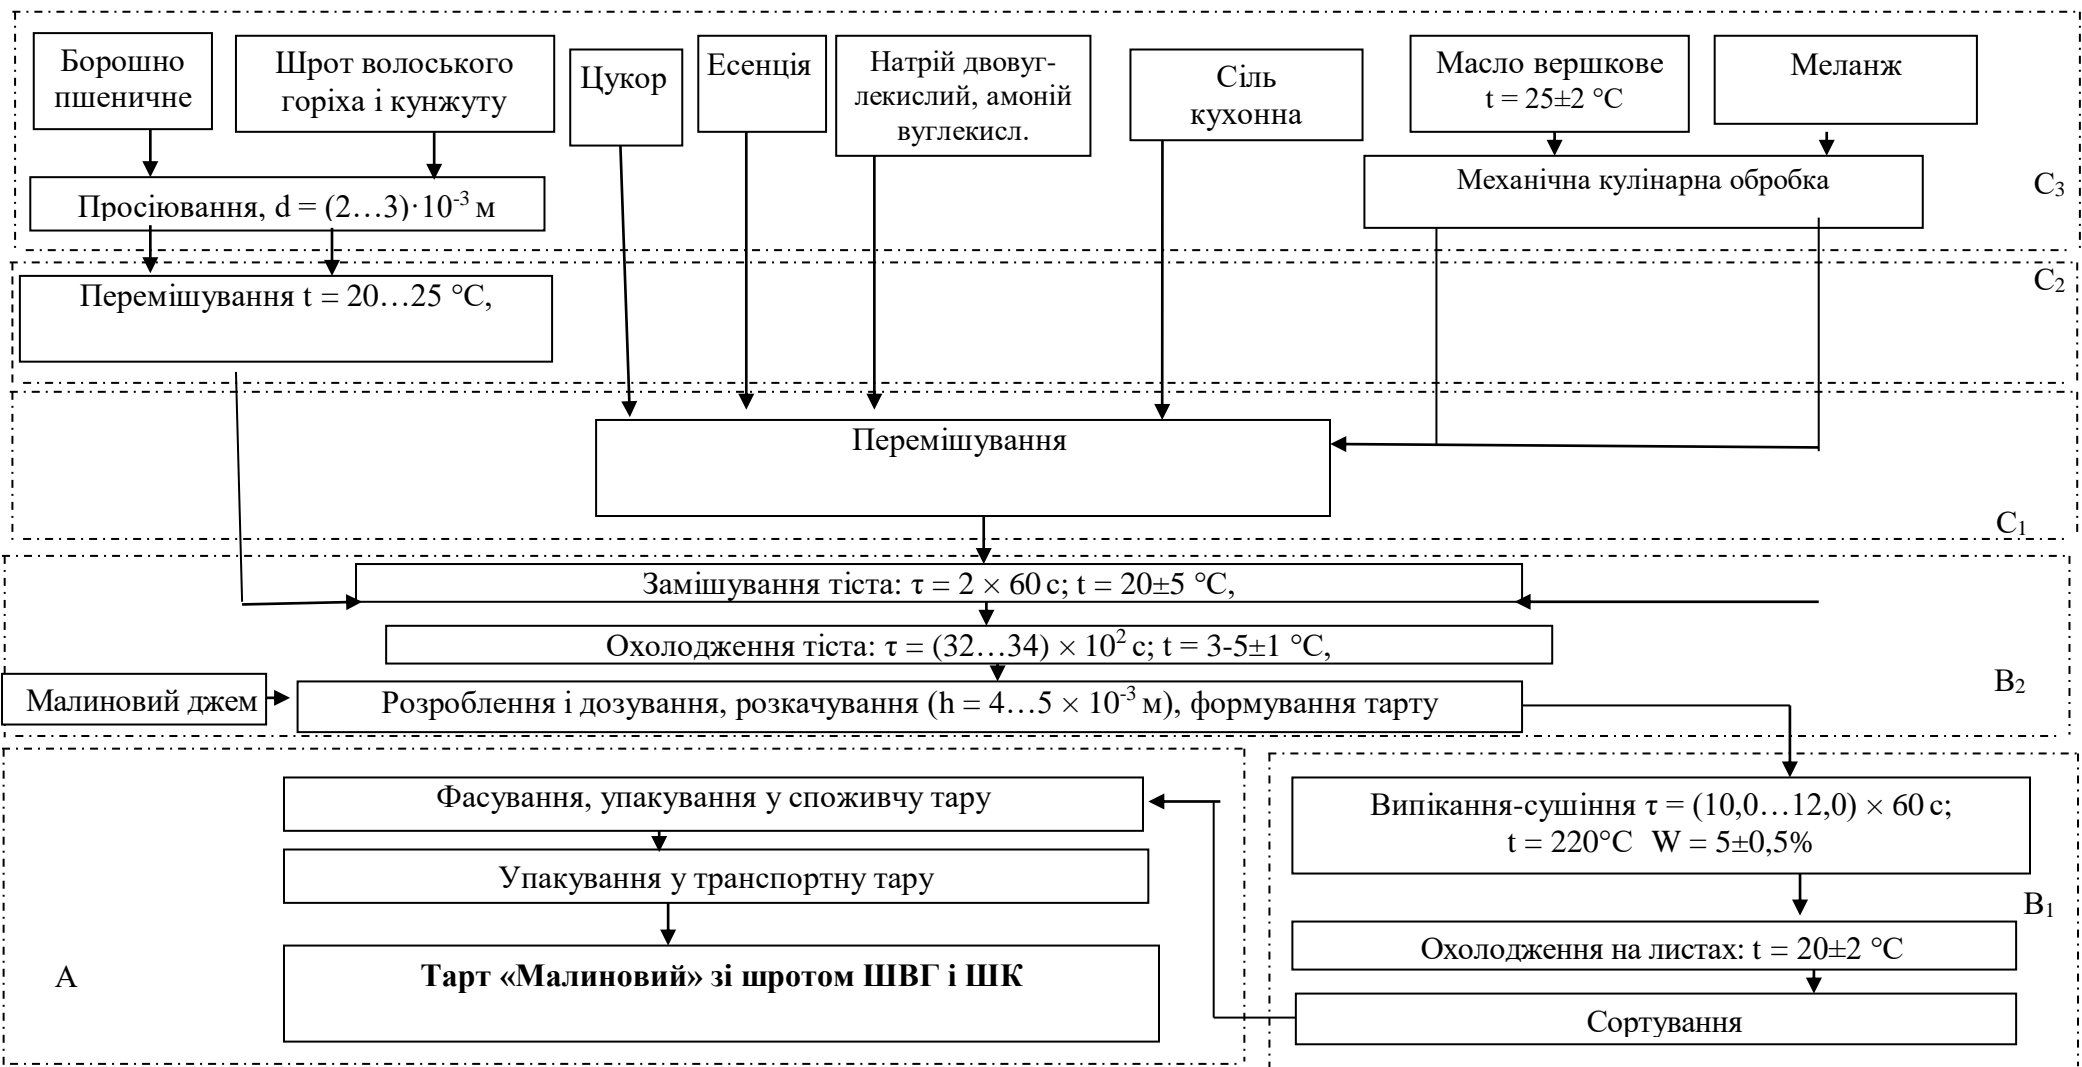 Борошно
пшеничне
Шрот волоського
горіха і кунжуту
Цукор
Есенція
Натрій двовуг-
лекислий, амоній
вуглекисл.
Сіль
кухонна
Масло вершкове
t = 25±2 °C
Меланж
Просіювання, d = (2…3)·10⁻³ м
Механічна кулінарна обробка
C₃
Перемішування t = 20…25 °C,
C₂
Перемішування
C₁
Замішування тіста: τ = 2 × 60 с; t = 20±5 °C,
Охолодження тіста: τ = (32…34) × 10² с; t = 3-5±1 °C,
Малиновий джем
Розроблення і дозування, розкачування (h = 4…5 × 10⁻³ м), формування тарту
B₂
Фасування, упакування у споживчу тару
Упакування у транспортну тару
Тарт «Малиновий» зі шротом ШВГ і ШК
A
Випікання-сушіння τ = (10,0…12,0) × 60 с;
t = 220°C W = 5±0,5%
B₁
Охолодження на листах: t = 20±2 °C
Сортування